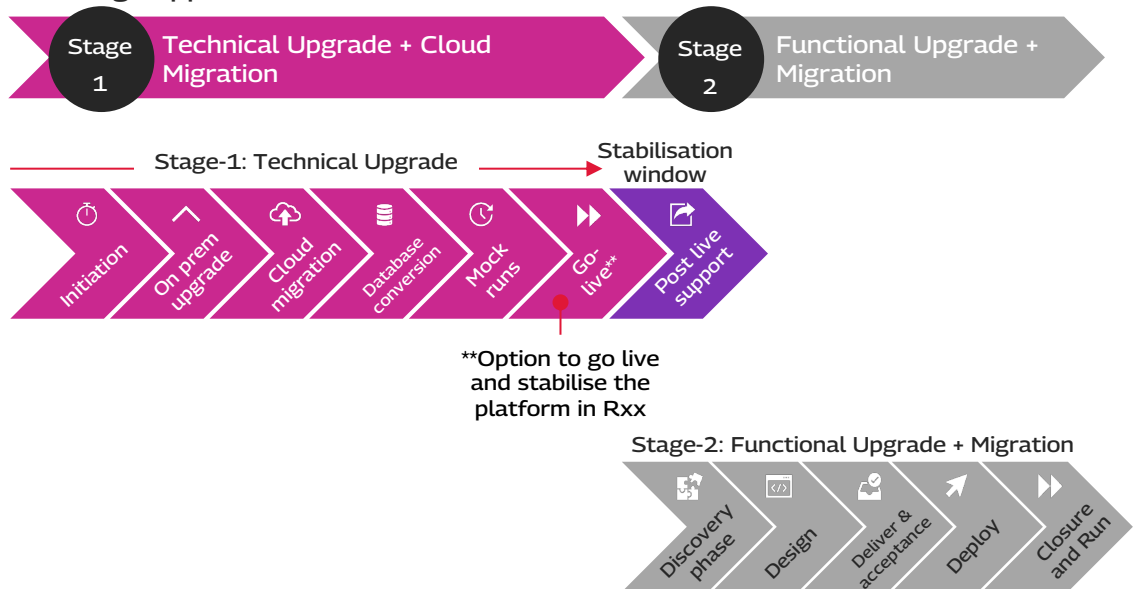 Stage
1
Technical Upgrade + Cloud
Migration
Stage
2
Functional Upgrade +
Migration
Stage-1: Technical Upgrade
Stabilisation
window
Initiation
On prem
upgrade
Cloud
migration
Database
conversion
Mock
runs
Go-
live**
Post live
support
**Option to go live
and stabilise the
platform in Rxx
Stage-2: Functional Upgrade + Migration
Discovery
phase
Design
Deliver &
acceptance
Deploy
Closure
and Run